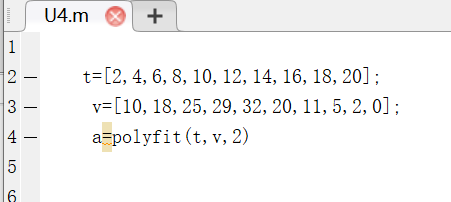 U4.m
1
2 — t=[2,4,6,8,10,12,14,16,18,20];
3 — v=[10,18,25,29,32,20,11,5,2,0];
4 — a=polyfit(t,v,2)
5
6